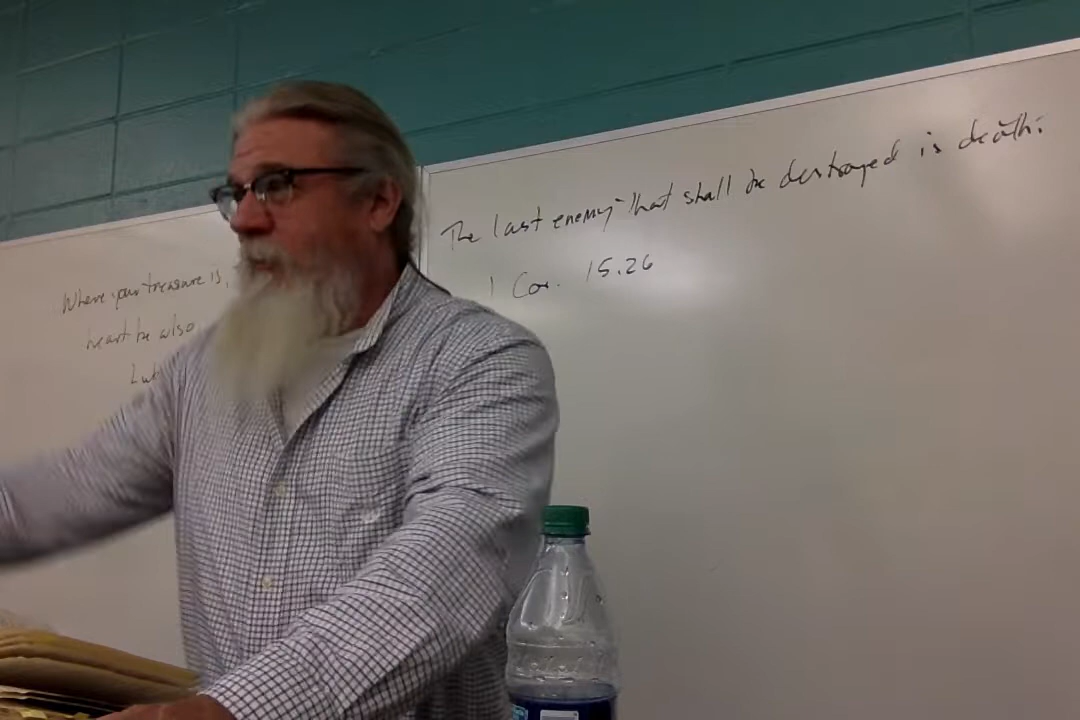 Where your treasure is,
heart be also
Luk
The last enemy that shall be destroyed is death.
1 Cor. 15.26